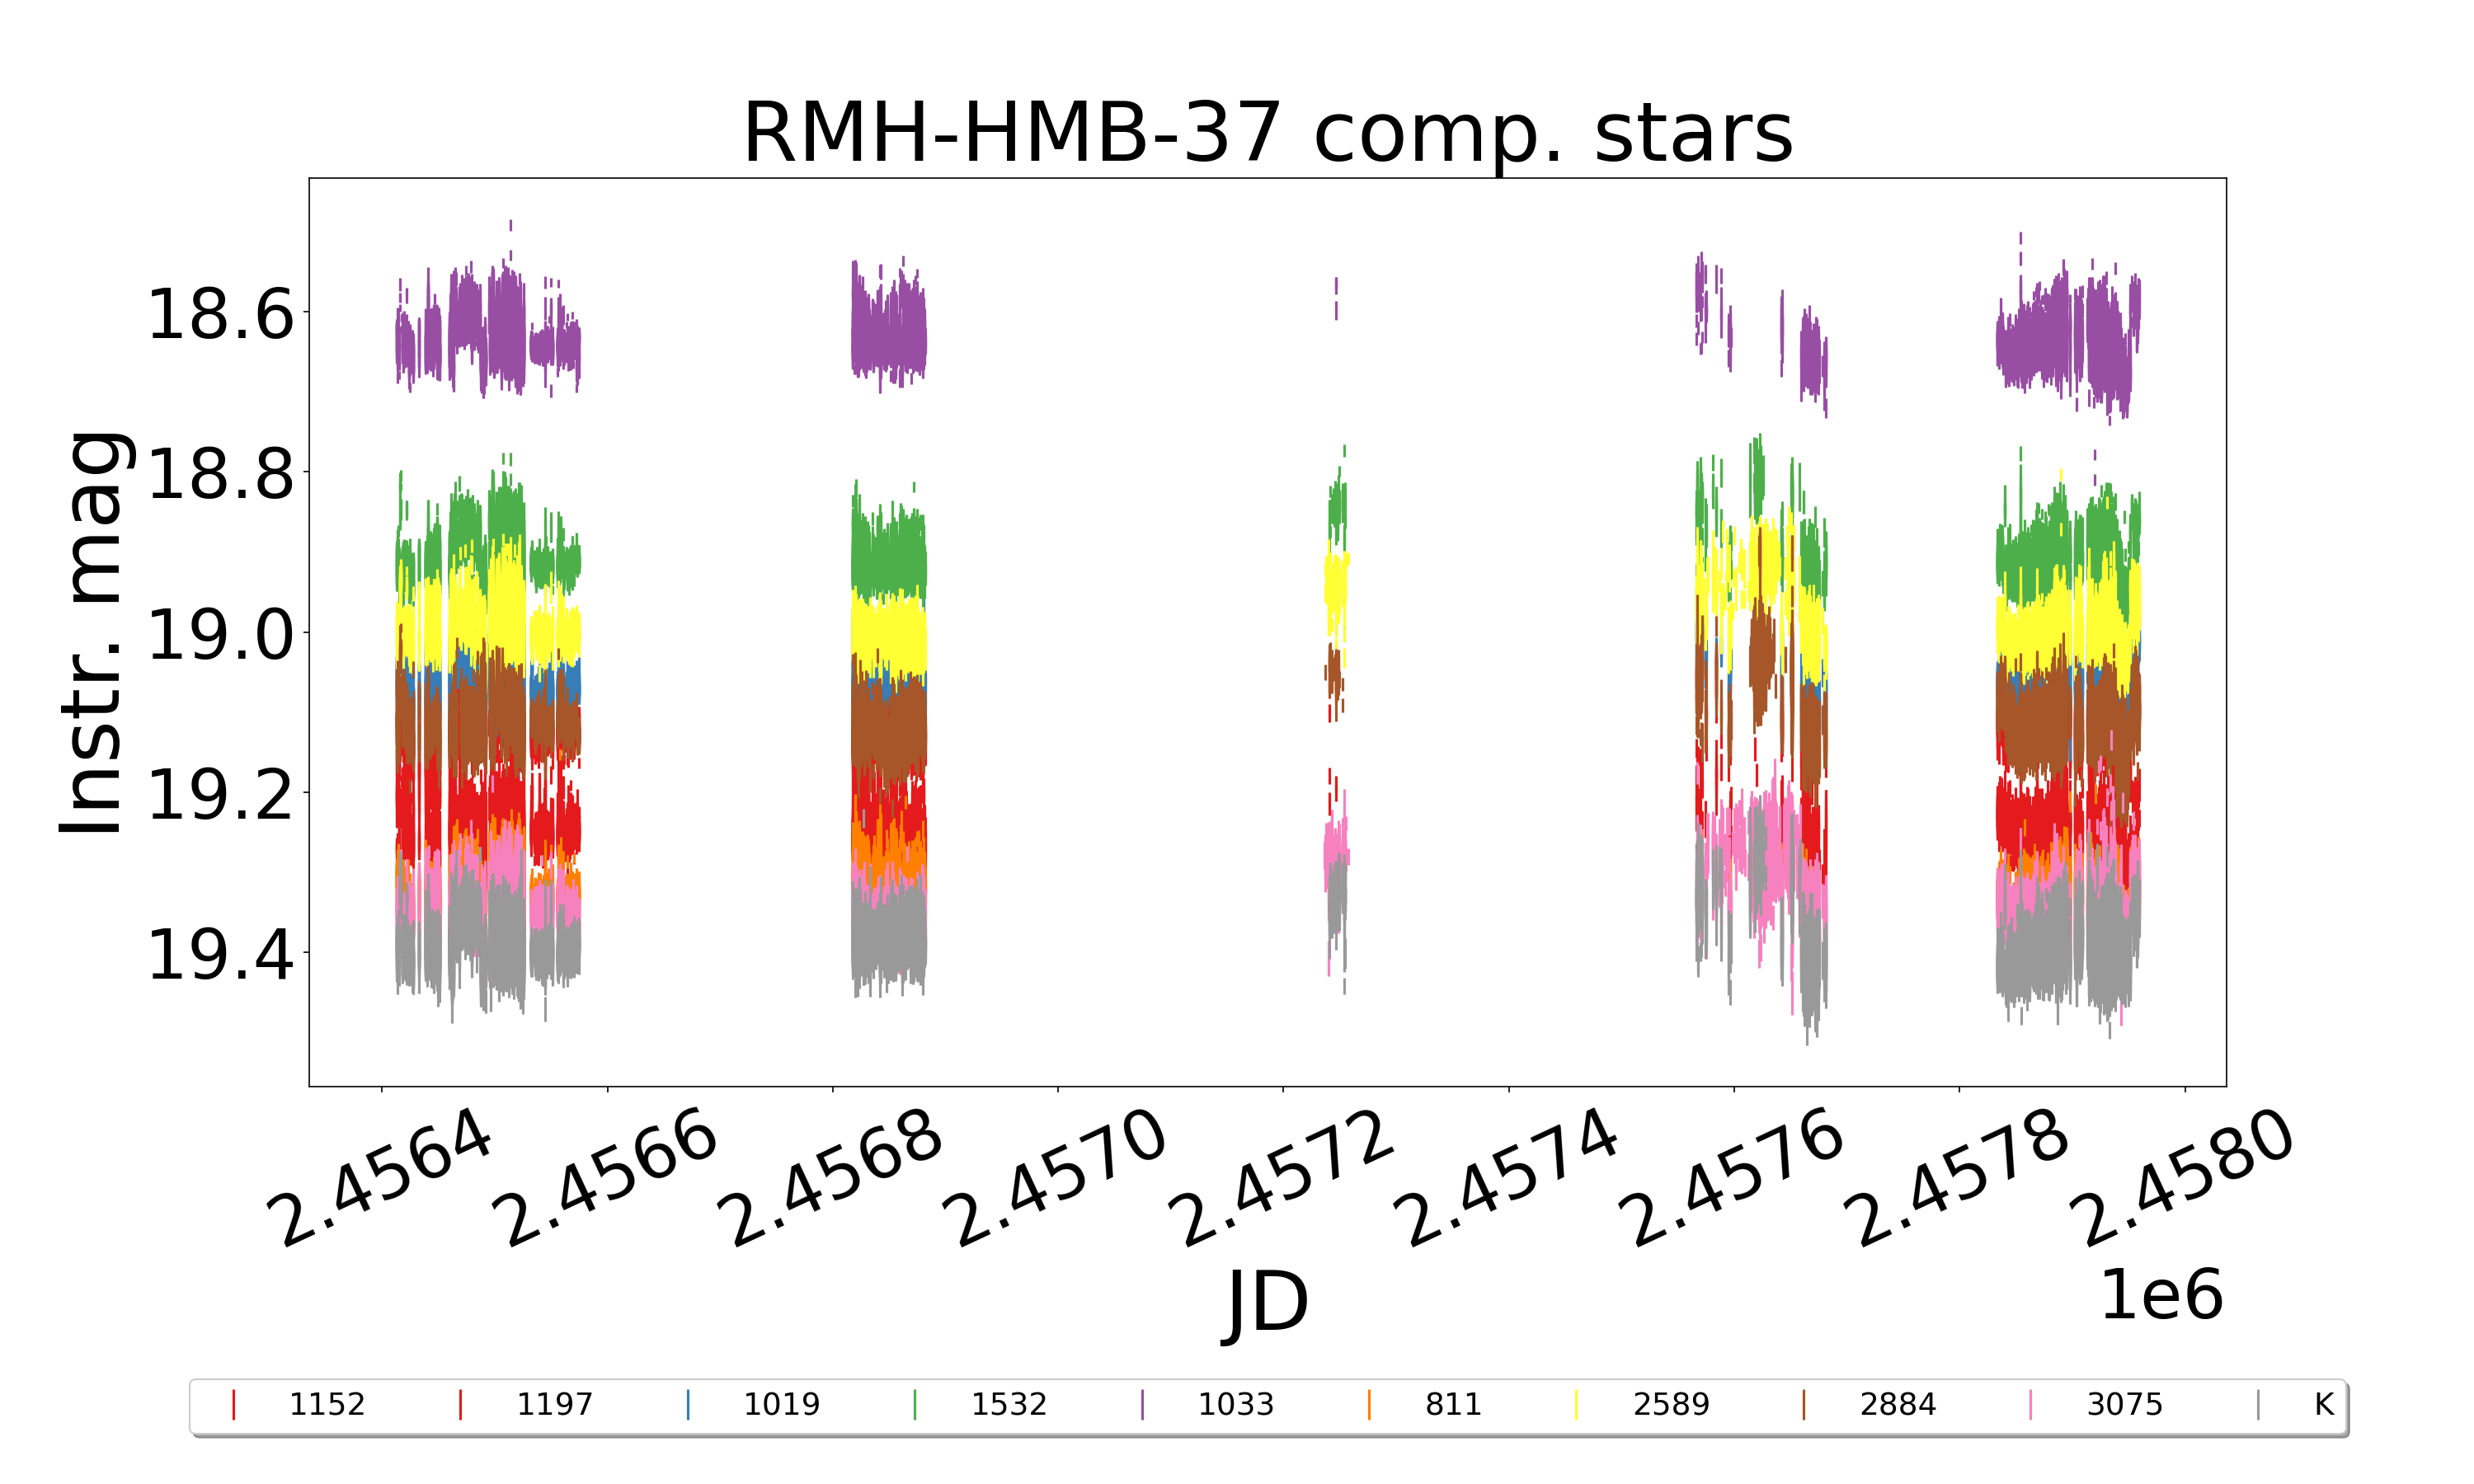 RMH-HMB-37 comp. stars
Instr. mag
18.6
18.8
19.0
19.2
19.4
2.4564 2.4566 2.4568 2.4570 2.4572 2.4574 2.4576 2.4578 2.4580
JD
1e6
1152 1197 1019 1532 1033 811 2589 2884 3075 K